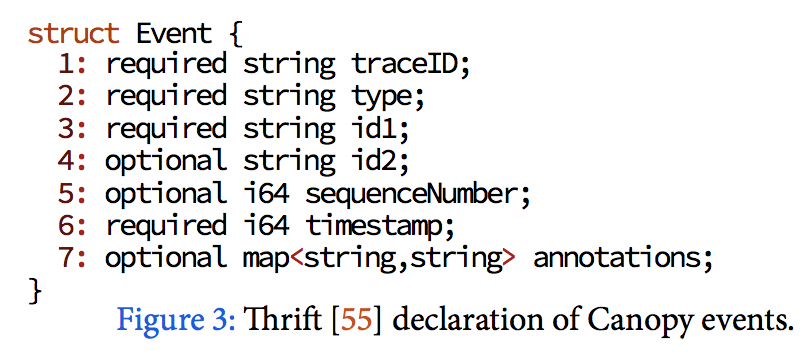 struct Event {
1: required string traceID;
2: required string type;
3: required string id1;
4: optional string id2;
5: optional i64 sequenceNumber;
6: required i64 timestamp;
7: optional map<string,string> annotations;
}
Figure 3: Thrift [55] declaration of Canopy events.